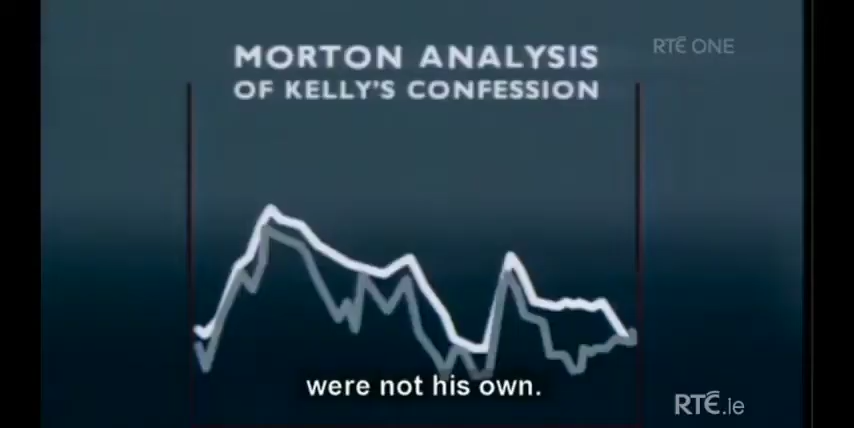 MORTON ANALYSIS
OF KELLY'S CONFESSION
RTÉ ONE
were not his own.
RTÉ.ie